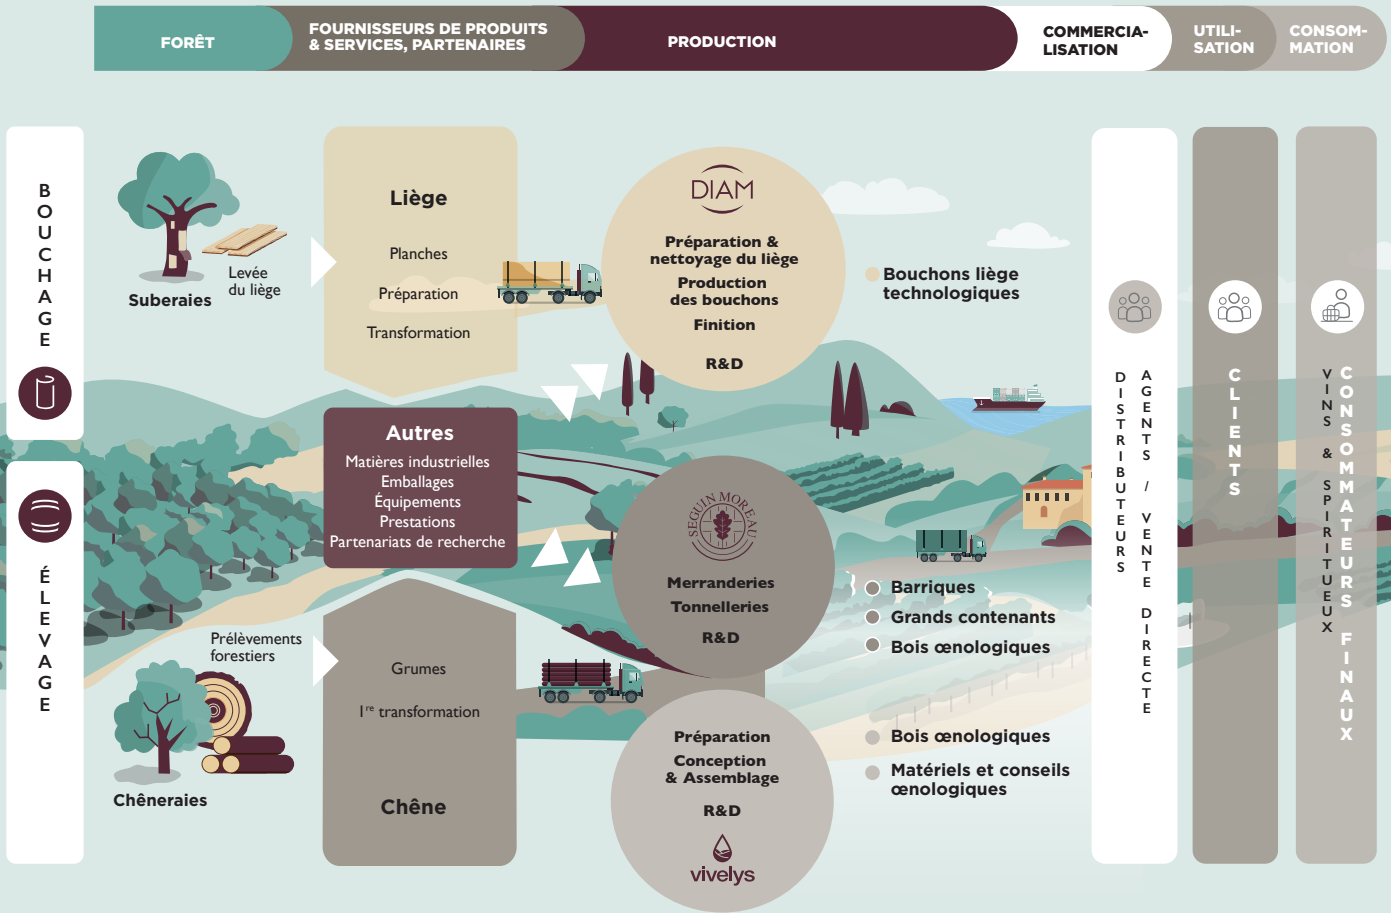 FORÊT
FOURNISSEURS DE PRODUITS
& SERVICES, PARTENAIRES
PRODUCTION
COMMERCIA-
LISATION
UTILI-
SATION
CONSOM-
MATION
BOUCHAGE
Suberaies
Levée
du liège
Liège
Planches
Préparation
Transformation
DIAM
Préparation &
nettoyage du liège
Production
des bouchons
Finition
R&D
Bouchons liège
technologiques
Autres
Matières industrielles
Emballages
Équipements
Prestations
Partenariats de recherche
ÉLEVAGE
Prélèvements
forestiers
Chêneraies
Grumes
1re transformation
Chêne
SEGUIN MOREAU
Merranderies
Tonnelleries
R&D
Barriques
Grands contenants
Bois œnologiques
Préparation
Conception
& Assemblage
R&D
vivelys
Bois œnologiques
Matériels et conseils
œnologiques
DISTRIBUTEURS
AGENTS / VENTE DIRECTE
CLIENTS
VINS & SPIRITUEUX
CONSOMMATEURS FINAUX